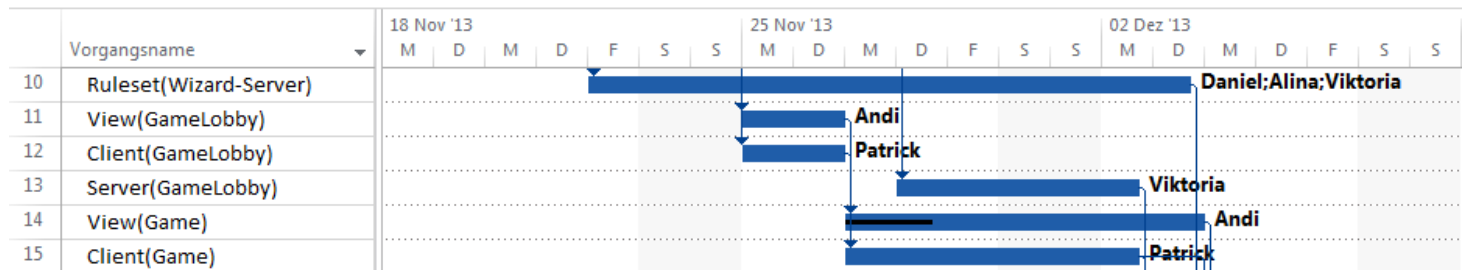 18 Nov '13 25 Nov '13 02 Dez '13
Vorgangsname M D M D F S S M D M D F S S M D M D F S S
10 Ruleset(Wizard-Server) Daniel;Alina;Viktoria
11 View(GameLobby) Andi
12 Client(GameLobby) Patrick
13 Server(GameLobby) Viktoria
14 View(Game) Andi
15 Client(Game) Patrick